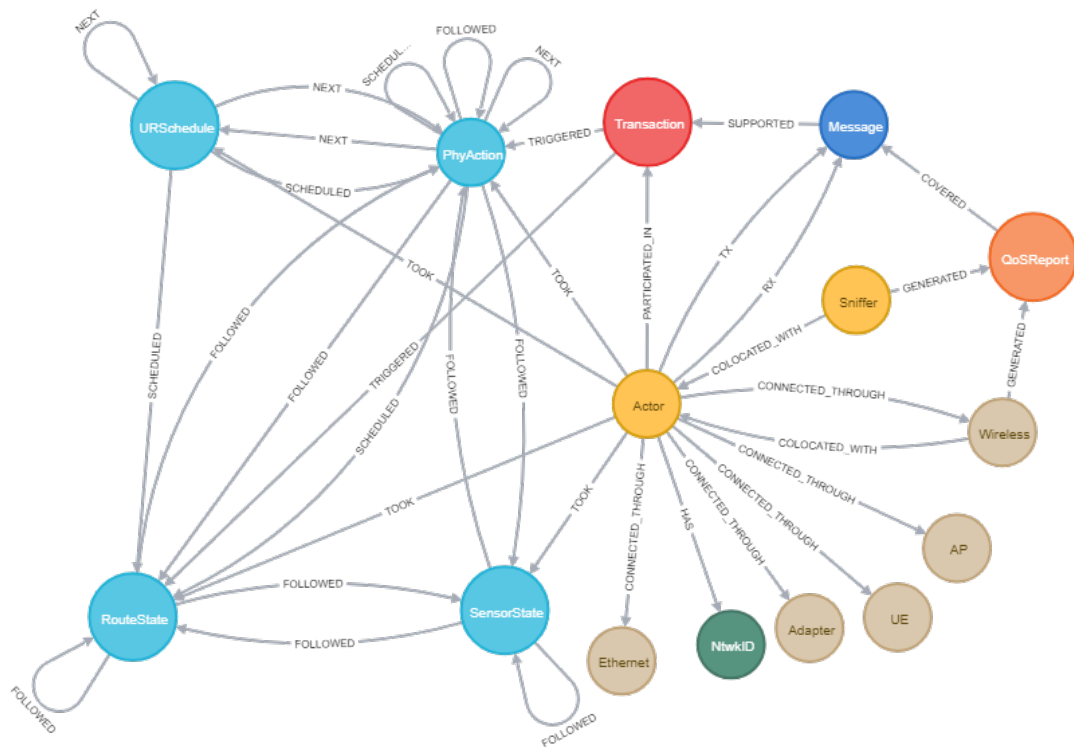 NEXT
FOLLOWED
SCHEDUL...
NEXT
URSchedule
NEXT
NEXT
PhyAction
TRIGGERED
Transaction
SUPPORTED
Message
SCHEDULED
COVERED
TOOK
TOOK
PARTICIPATED_IN
TX
RX
QoSReport
Sniffer
GENERATED
COLOCATED_WITH
FOLLOWED
FOLLOWED
TRIGGERED
SCHEDULED
SCHEDULED
FOLLOWED
FOLLOWED
GENERATED
Actor
CONNECTED_THROUGH
COLOCATED_WITH
Wireless
TOOK
TOOK
CONNECTED_THROUGH
HAS
CONNECTED_THROUGH
CONNECTED_THROUGH
CONNECTED_THROUGH
AP
RouteState
FOLLOWED
FOLLOWED
SensorState
Ethernet
NtwkID
Adapter
UE
FOLLOWED
FOLLOWED